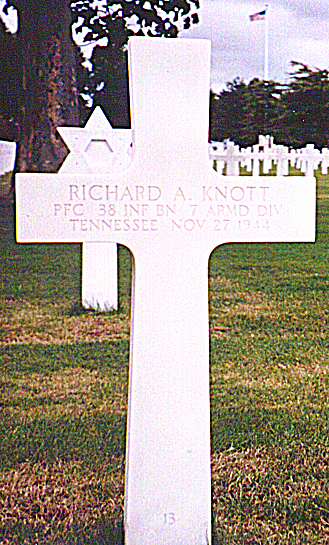 RICHARD A. KNOTT
PFC 38 INF BN 7 ARMD DIV
TENNESSEE NOV 27 1944
13